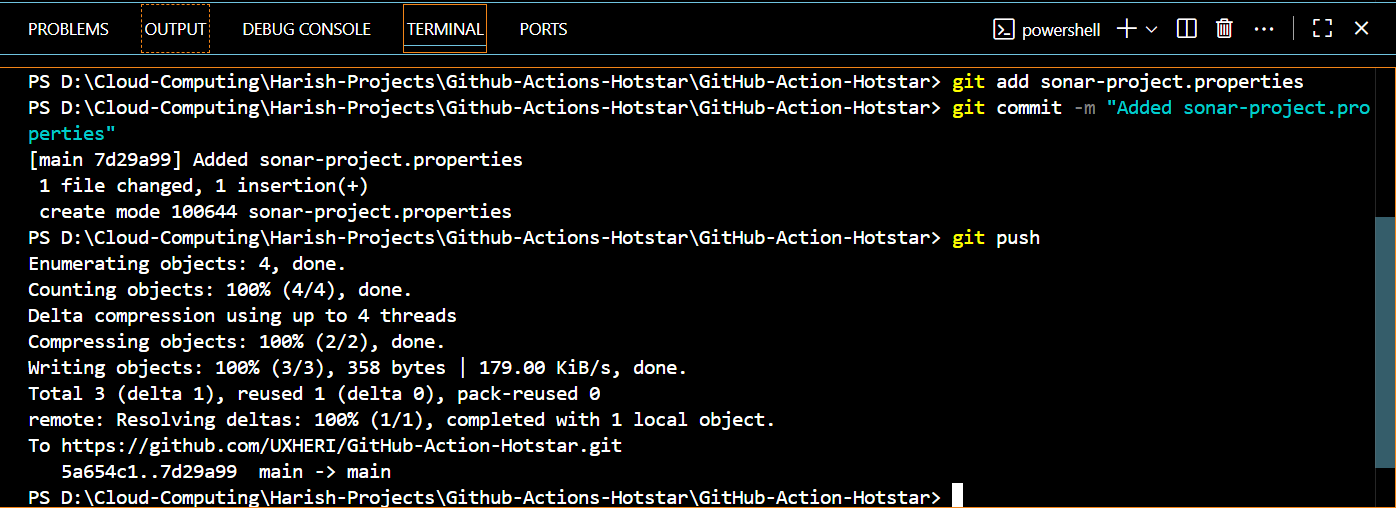 PROBLEMS OUTPUT DEBUG CONSOLE TERMINAL PORTS powershell
PS D:\Cloud-Computing\Harish-Projects\Github-Actions-Hotstar\GitHub-Action-Hotstar> git add sonar-project.properties
PS D:\Cloud-Computing\Harish-Projects\Github-Actions-Hotstar\GitHub-Action-Hotstar> git commit -m "Added sonar-project.pro
perties"
[main 7d29a99] Added sonar-project.properties
 1 file changed, 1 insertion(+)
 create mode 100644 sonar-project.properties
PS D:\Cloud-Computing\Harish-Projects\Github-Actions-Hotstar\GitHub-Action-Hotstar> git push
Enumerating objects: 4, done.
Counting objects: 100% (4/4), done.
Delta compression using up to 4 threads
Compressing objects: 100% (2/2), done.
Writing objects: 100% (3/3), 358 bytes | 179.00 KiB/s, done.
Total 3 (delta 1), reused 1 (delta 0), pack-reused 0
remote: Resolving deltas: 100% (1/1), completed with 1 local object.
To https://github.com/UXHERI/GitHub-Action-Hotstar.git
   5a654c1..7d29a99  main -> main
PS D:\Cloud-Computing\Harish-Projects\Github-Actions-Hotstar\GitHub-Action-Hotstar>